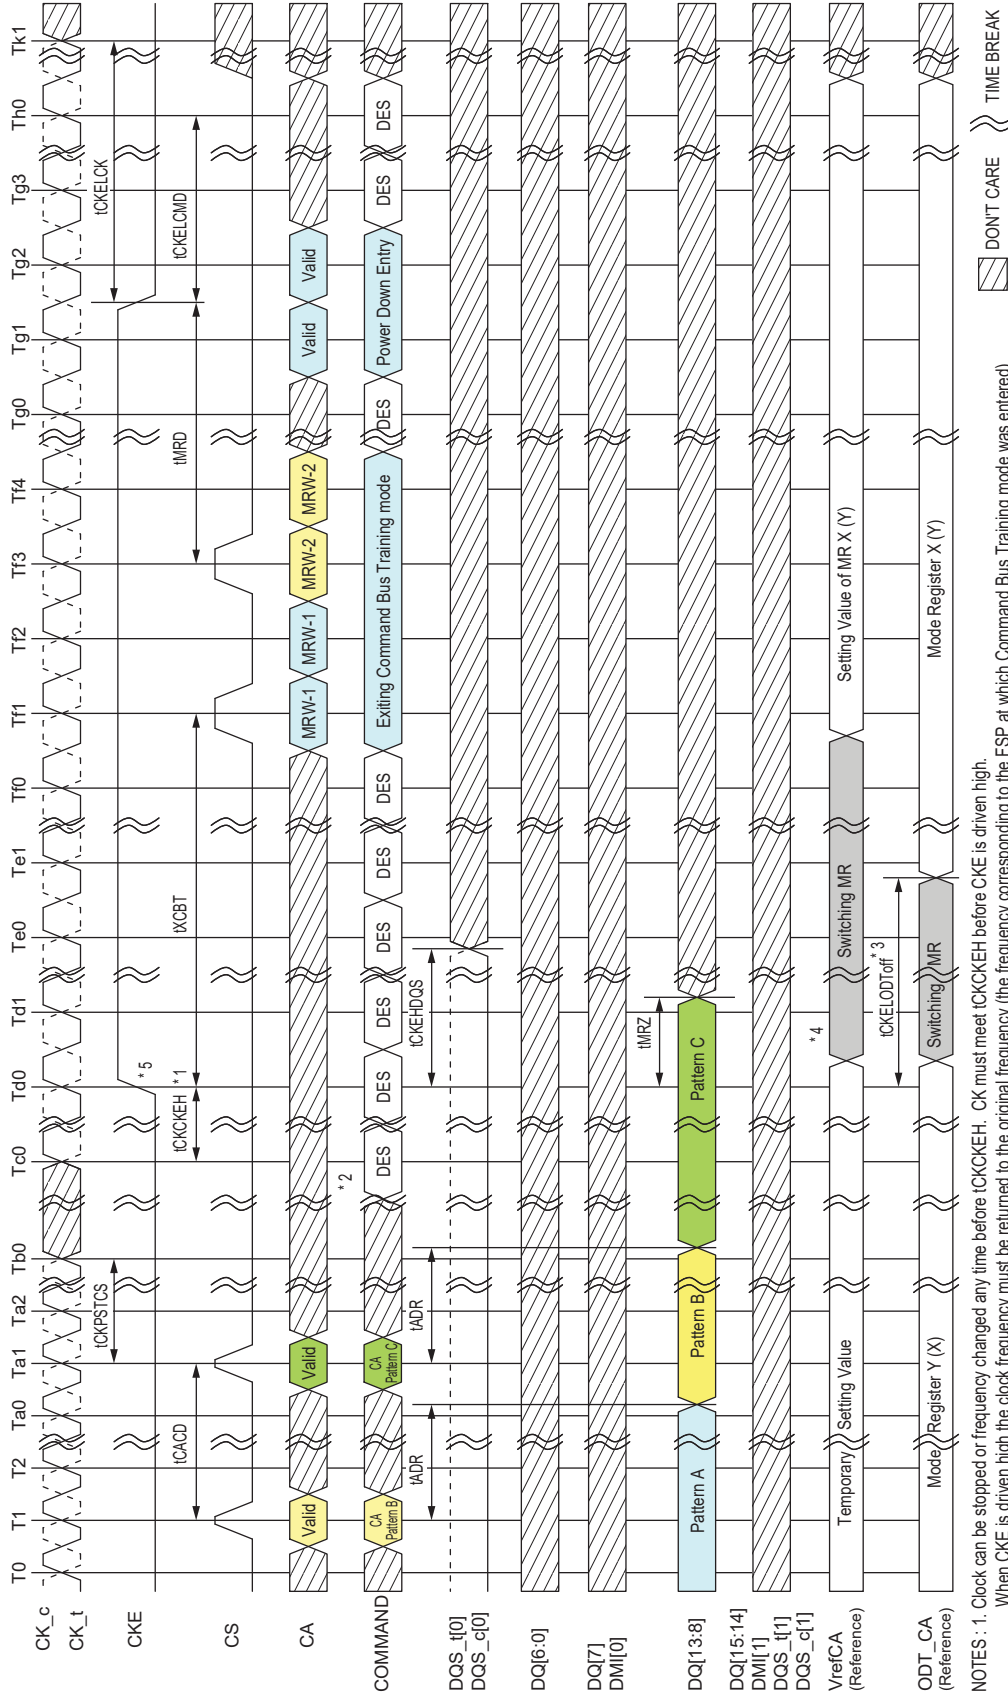 T0 T1 T2 Ta0 Ta1 Ta2 Tb0 Tc0 Td0 Td1 Te0 Te1 Tf0 Tf1 Tf2 Tf3 Tf4 Tg0 Tg1 Tg2 Tg3 Th0 Tk1
CK_c
CK_t
tCKPSTCS
tCKELCK
CKE
* 5
tCACD
tCKCKEH * 1
tXCBT
tMRD
tCKELCMD
CS
CA
Valid Valid MRW-1 MRW-1 MRW-2 MRW-2 Valid Valid
* 2
COMMAND
CA Pattern B
CA Pattern C
DES DES DES DES DES DES Exiting Command Bus Training mode DES Power Down Entry DES DES
tADR tADR tCKEHDQS
DQS_t[0]
DQS_c[0]
DQ[6:0]
DQ[7]
DMI[0]
tMRZ
DQ[13:8]
Pattern A Pattern B Pattern C
DQ[15:14]
DMI[1]
DQS_t[1]
DQS_c[1]
* 4
VrefCA
(Reference)
Temporary Setting Value Switching MR Setting Value of MR X (Y)
tCKELODToff * 3
ODT_CA
(Reference)
Mode Register Y (X) Switching MR Mode Register X (Y)
DON'T CARE TIME BREAK
NOTES : 1. Clock can be stopped or frequency changed any time before tCKCKEH. CK must meet tCKCKEH before CKE is driven high.
When CKE is driven high the clock frequency must be returned to the original frequency (the frequency corresponding to the FSP at which Command Bus Training mode was entered)